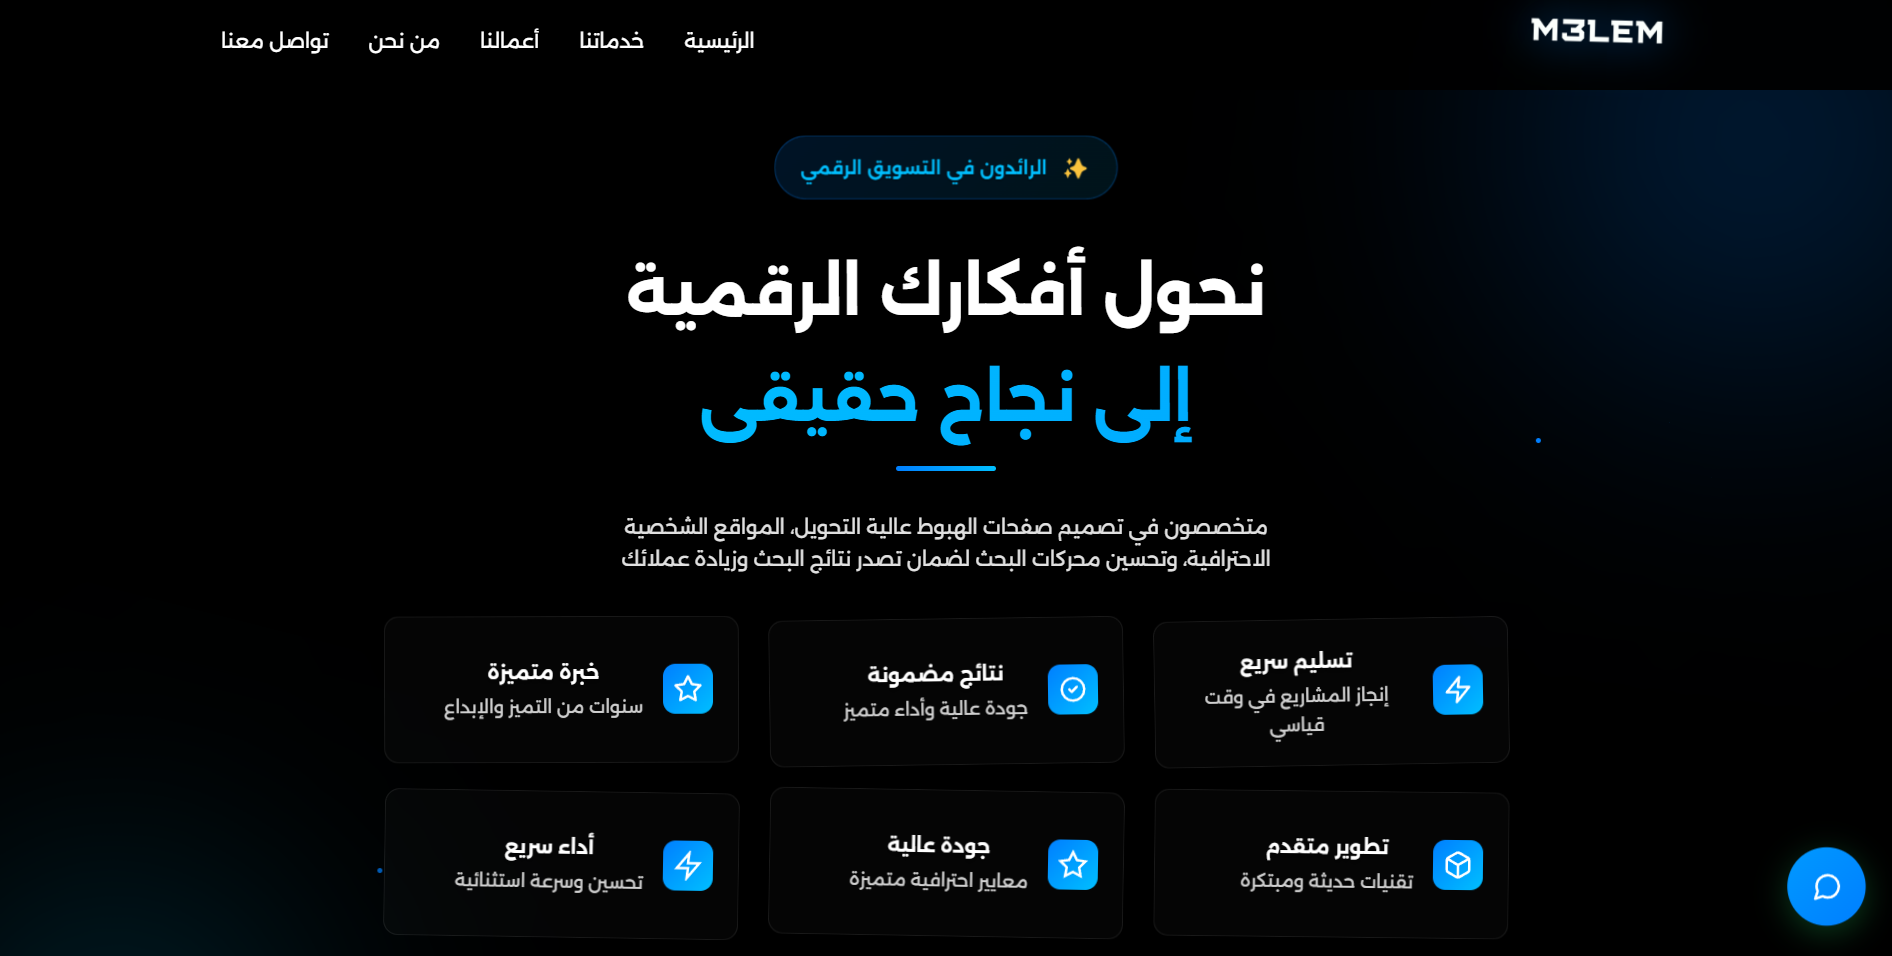 M3LEM
الرئيسية
خدماتنا
أعمالنا
من نحن
تواصل معنا
✨ الرائدون في التسويق الرقمي
نحول أفكارك الرقمية
إلى نجاح حقيقى
متخصصون في تصميم صفحات الهبوط عالية التحويل، المواقع الشخصية
الاحترافية، وتحسين محركات البحث لضمان تصدر نتائج البحث وزيادة عملائك
تسليم سريع
إنجاز المشاريع في وقت
قياسي
نتائج مضمونة
جودة عالية وأداء متميز
خبرة متميزة
سنوات من التميز والإبداع
تطوير متقدم
تقنيات حديثة ومبتكرة
جودة عالية
معايير احترافية متميزة
أداء سريع
تحسين وسرعة استثنائية